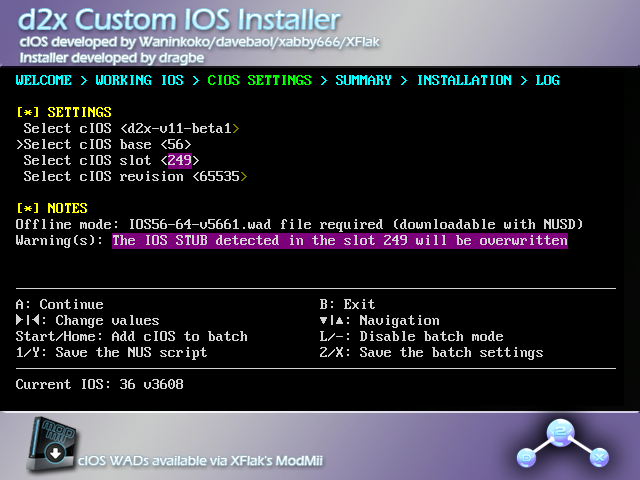 d2x Custom IOS Installer
cIOS developed by Waninkoko/davebaol/xabby666/XFlak
Installer developed by dragbe
WELCOME > WORKING IOS > CIOS SETTINGS > SUMMARY > INSTALLATION > LOG
[*] SETTINGS
Select cIOS <d2x-v11-beta1>
>Select cIOS base <56>
Select cIOS slot <249>
Select cIOS revision <65535>
[*] NOTES
Offline mode: IOS56-64-v5661.wad file required (downloadable with NUSD)
Warning(s): The IOS STUB detected in the slot 249 will be overwritten
A: Continue B: Exit
▶|◀: Change values ▼|▲: Navigation
Start/Home: Add cIOS to batch L/-: Disable batch mode
1/Y: Save the NUS script 2/X: Save the batch settings
Current IOS: 36 v3608
cIOS WADs available via XFlak's ModMii
D 2 X